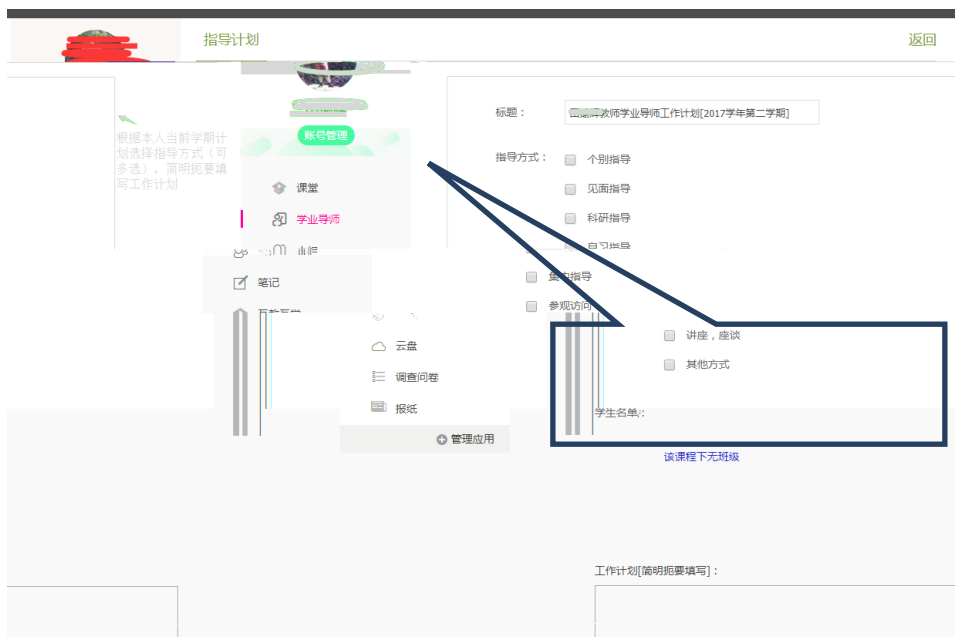 指导计划
返回
根据本人当前学期计
划选择指导方式（可
多选），简明扼要填
写工作计划
账号管理
课堂
学业导师
笔记
云盘
调查问卷
报纸
管理应用
标题：
教师学业导师工作计划[2017学年第二学期]
指导方式：
个别指导
见面指导
科研指导
自习指导
集中指导
参观访问
讲座，座谈
其他方式
学生名单：
该课程下无班级
工作计划[简明扼要填写]：